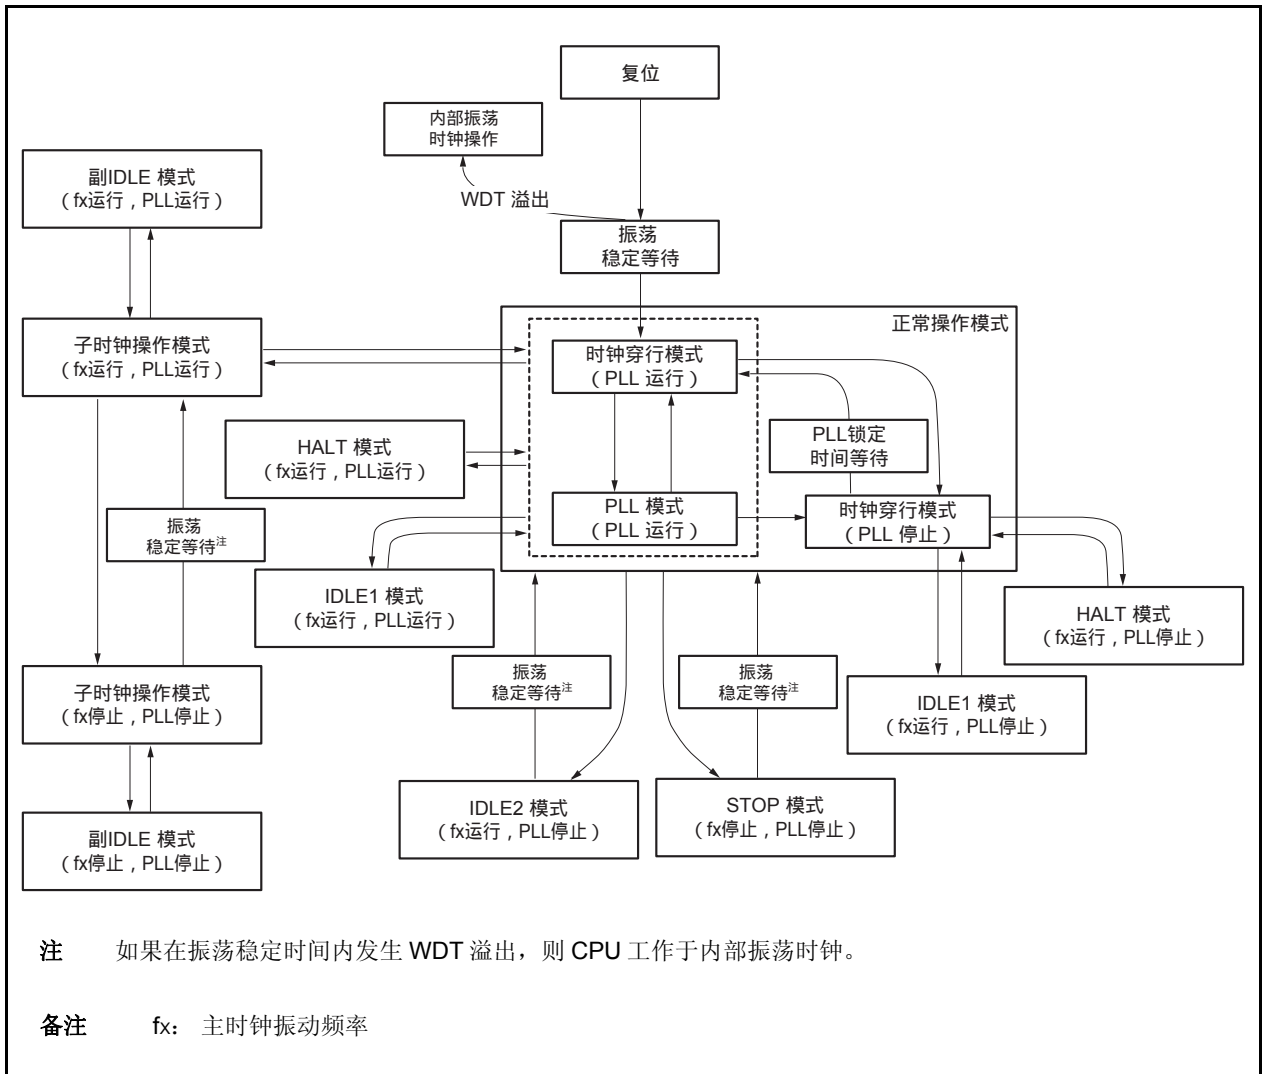 复位
内部振荡
时钟操作
副IDLE 模式
（fx运行，PLL运行）
WDT 溢出
振荡
稳定等待
正常操作模式
子时钟操作模式
（fx运行，PLL运行）
时钟穿行模式
（PLL 运行）
HALT 模式
（fx运行，PLL运行）
PLL锁定
时间等待
PLL 模式
（PLL 运行）
时钟穿行模式
（PLL 停止）
振荡
稳定等待注
IDLE1 模式
（fx运行，PLL运行）
HALT 模式
（fx运行，PLL停止）
振荡
稳定等待注
振荡
稳定等待注
子时钟操作模式
（fx停止，PLL停止）
IDLE1 模式
（fx运行，PLL停止）
IDLE2 模式
（fx运行，PLL停止）
STOP 模式
（fx停止，PLL停止）
副IDLE 模式
（fx停止，PLL停止）
注 如果在振荡稳定时间内发生 WDT 溢出，则 CPU 工作于内部振荡时钟。
备注 fx： 主时钟振动频率